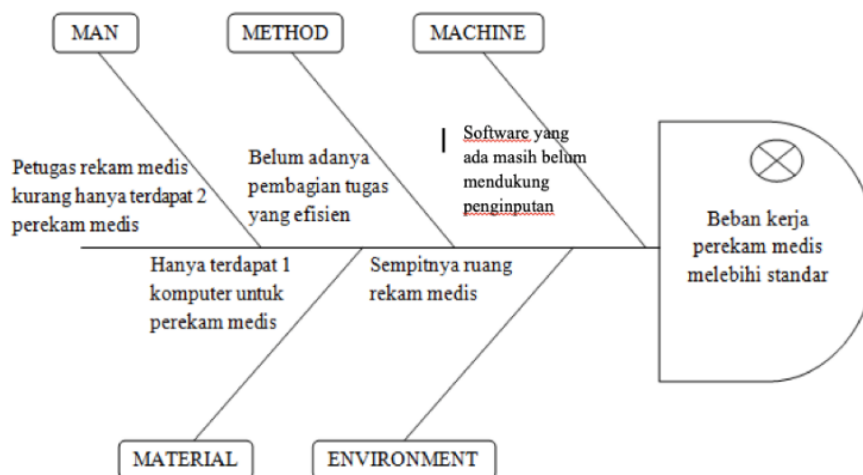 MAN
METHOD
MACHINE
Petugas rekam medis
kurang hanya terdapat 2
perekam medis
Belum adanya
pembagian tugas
yang efisien
Software yang
ada masih belum
mendukung
penginputan
Beban kerja
perekam medis
melebihi standar
Hanya terdapat 1
komputer untuk
perekam medis
Sempitnya ruang
rekam medis
MATERIAL
ENVIRONMENT